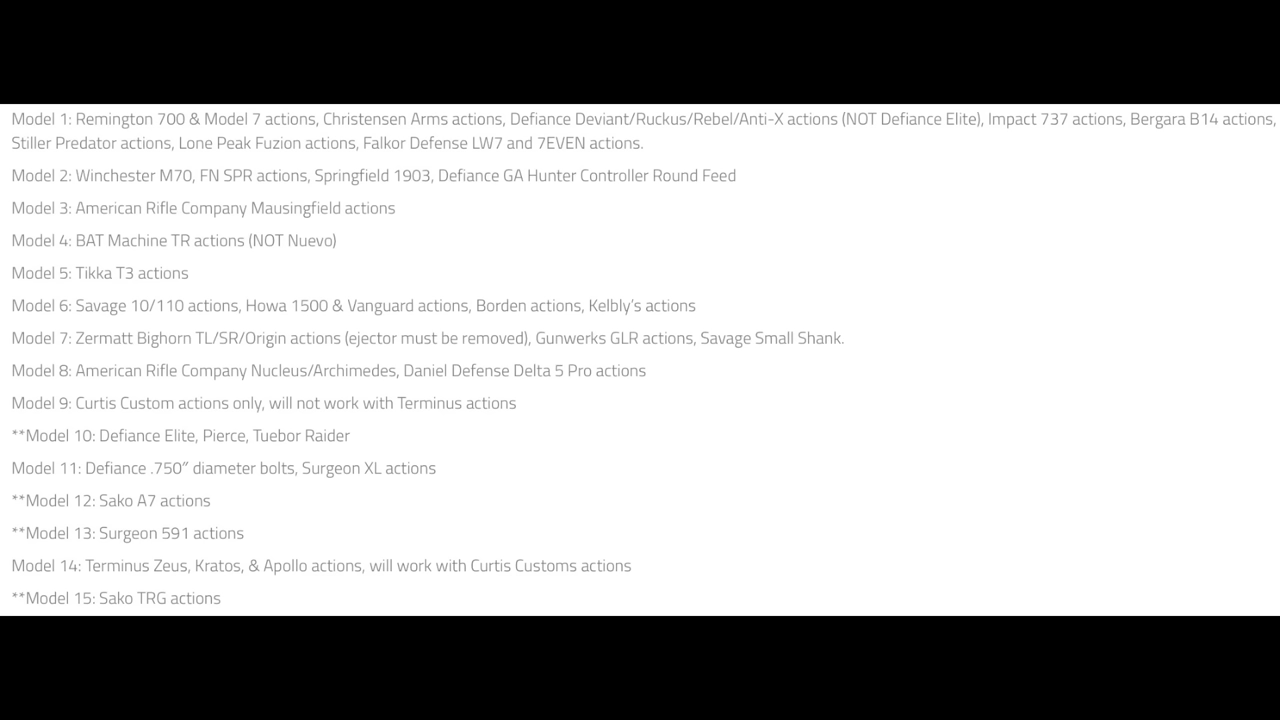 Model 1: Remington 700 & Model 7 actions, Christensen Arms actions, Defiance Deviant/Ruckus/Rebel/Anti-X actions (NOT Defiance Elite), Impact 737 actions, Bergara B14 actions,
Stiller Predator actions, Lone Peak Fuzion actions, Falkor Defense LW7 and 7EVEN actions.
Model 2: Winchester M70, FN SPR actions, Springfield 1903, Defiance GA Hunter Controller Round Feed
Model 3: American Rifle Company Mausingfield actions
Model 4: BAT Machine TR actions (NOT Nuevo)
Model 5: Tikka T3 actions
Model 6: Savage 10/110 actions, Howa 1500 & Vanguard actions, Borden actions, Kelbly’s actions
Model 7: Zermatt Bighorn TL/SR/Origin actions (ejector must be removed), Gunwerks GLR actions, Savage Small Shank.
Model 8: American Rifle Company Nucleus/Archimedes, Daniel Defense Delta 5 Pro actions
Model 9: Curtis Custom actions only, will not work with Terminus actions
**Model 10: Defiance Elite, Pierce, Tuebor Raider
Model 11: Defiance .750″ diameter bolts, Surgeon XL actions
**Model 12: Sako A7 actions
**Model 13: Surgeon 591 actions
Model 14: Terminus Zeus, Kratos, & Apollo actions, will work with Curtis Customs actions
**Model 15: Sako TRG actions